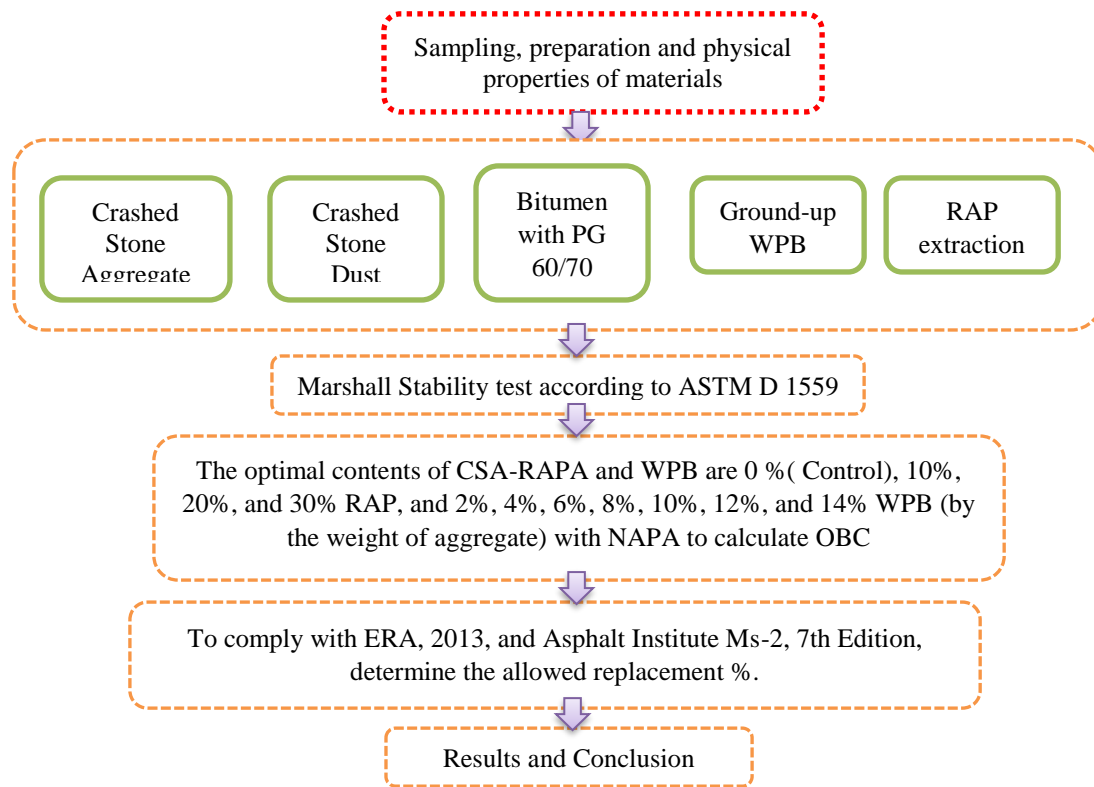 Sampling, preparation and physical
properties of materials
Crashed
Stone
Aggregate
Crashed
Stone
Dust
Bitumen
with PG
60/70
Ground-up
WPB
RAP
extraction
Marshall Stability test according to ASTM D 1559
The optimal contents of CSA-RAPA and WPB are 0 %( Control), 10%,
20%, and 30% RAP, and 2%, 4%, 6%, 8%, 10%, 12%, and 14% WPB (by
the weight of aggregate) with NAPA to calculate OBC
To comply with ERA, 2013, and Asphalt Institute Ms-2, 7th Edition,
determine the allowed replacement %.
Results and Conclusion